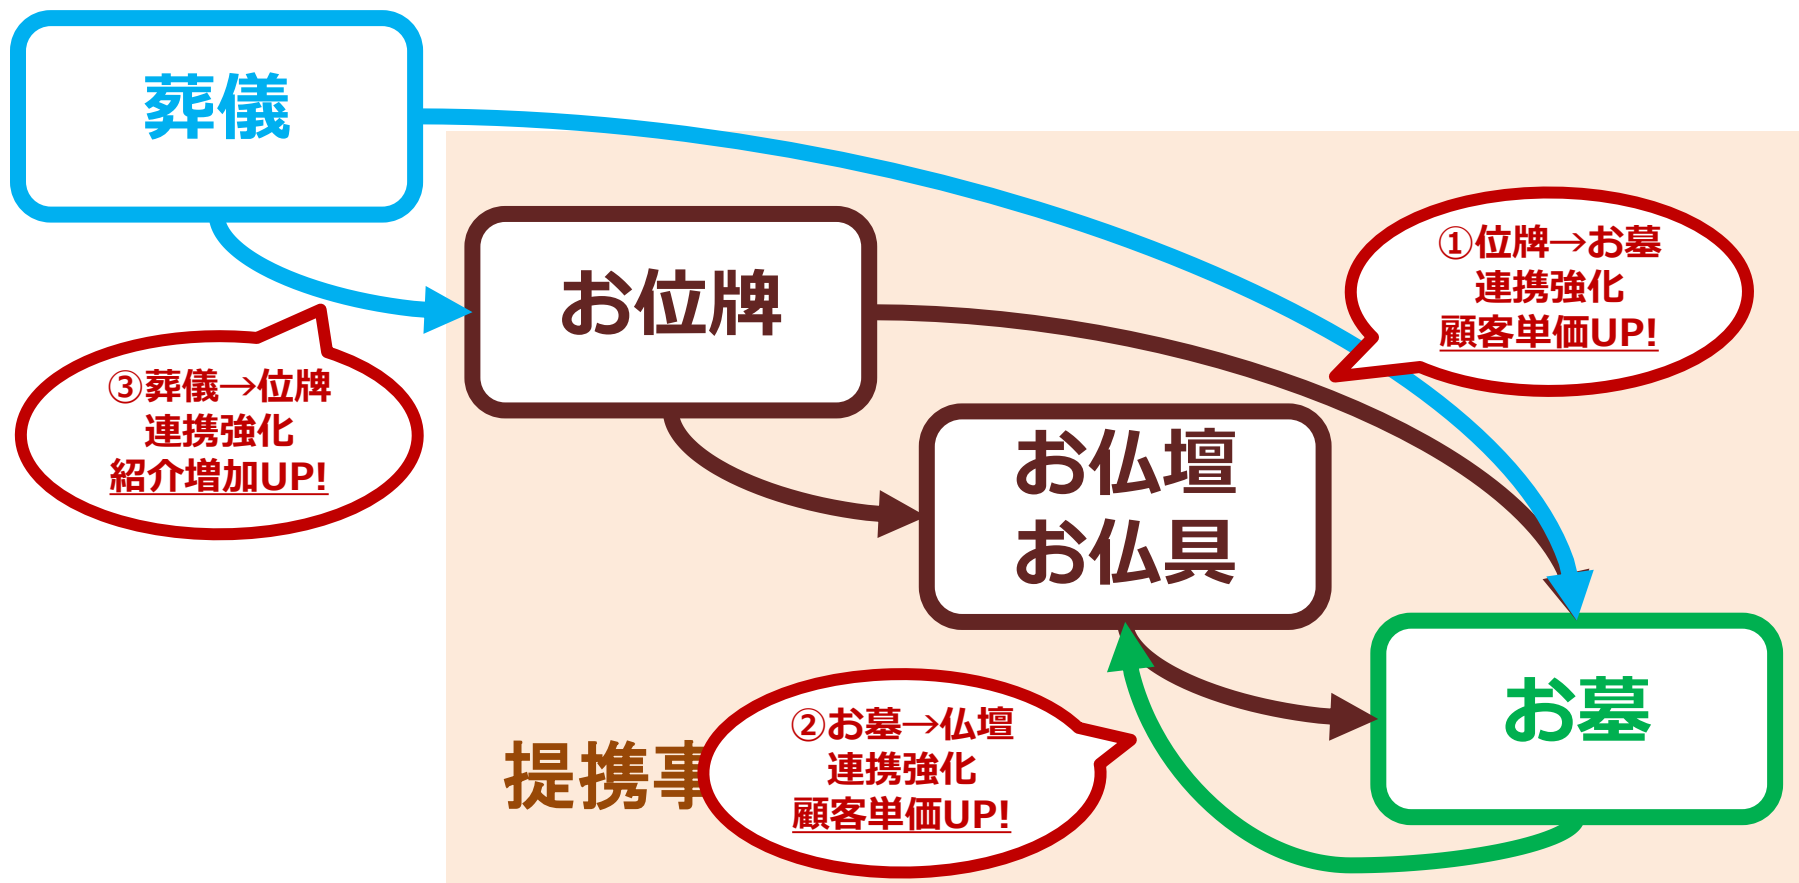 葬儀
お位牌
①位牌→お墓
連携強化
顧客単価UP!
③葬儀→位牌
連携強化
紹介増加UP!
お仏壇
お仏具
お墓
②お墓→仏壇
連携強化
顧客単価UP!
提携事